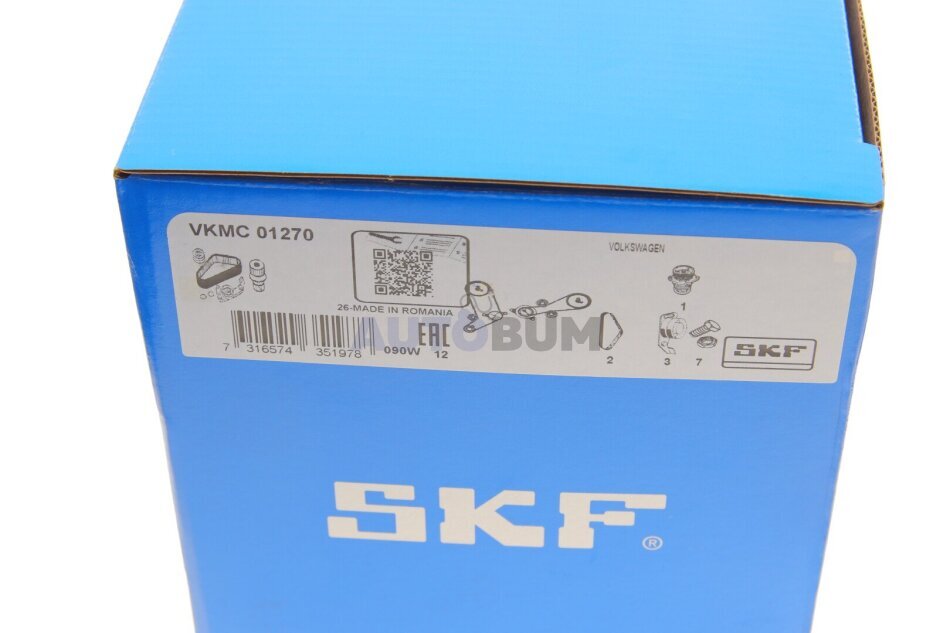 VKMC 01270
VOLKSWAGEN
26-MADE IN ROMANIA
1
AUTOBUM
EAC
7 316574 351978 090W 12
2
3
7
SKF
SKF®